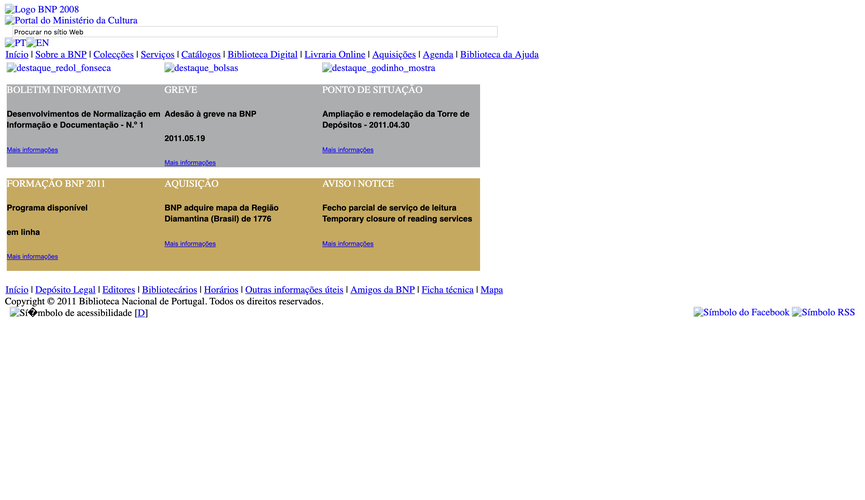 Logo BNP 2008
Portal do Ministério da Cultura
Procurar no sítio Web
PT EN
Início | Sobre a BNP | Colecções | Serviços | Catálogos | Biblioteca Digital | Livraria Online | Aquisições | Agenda | Biblioteca da Ajuda
destaque_redol_fonseca
destaque_bolsas
destaque_godinho_mostra
BOLETIM INFORMATIVO
Desenvolvimentos de Normalização em
Informação e Documentação - N.º 1
Mais informações
GREVE
Adesão à greve na BNP
2011.05.19
Mais informações
PONTO DE SITUAÇÃO
Ampliação e remodelação da Torre de
Depósitos - 2011.04.30
Mais informações
FORMAÇÃO BNP 2011
Programa disponível
em linha
Mais informações
AQUISIÇÃO
BNP adquire mapa da Região
Diamantina (Brasil) de 1776
Mais informações
AVISO | NOTICE
Fecho parcial de serviço de leitura
Temporary closure of reading services
Mais informações
Início | Depósito Legal | Editores | Bibliotecários | Horários | Outras informações úteis | Amigos da BNP | Ficha técnica | Mapa
Copyright © 2011 Biblioteca Nacional de Portugal. Todos os direitos reservados.
Sí�mbolo de acessibilidade [D]
Símbolo do Facebook Símbolo RSS